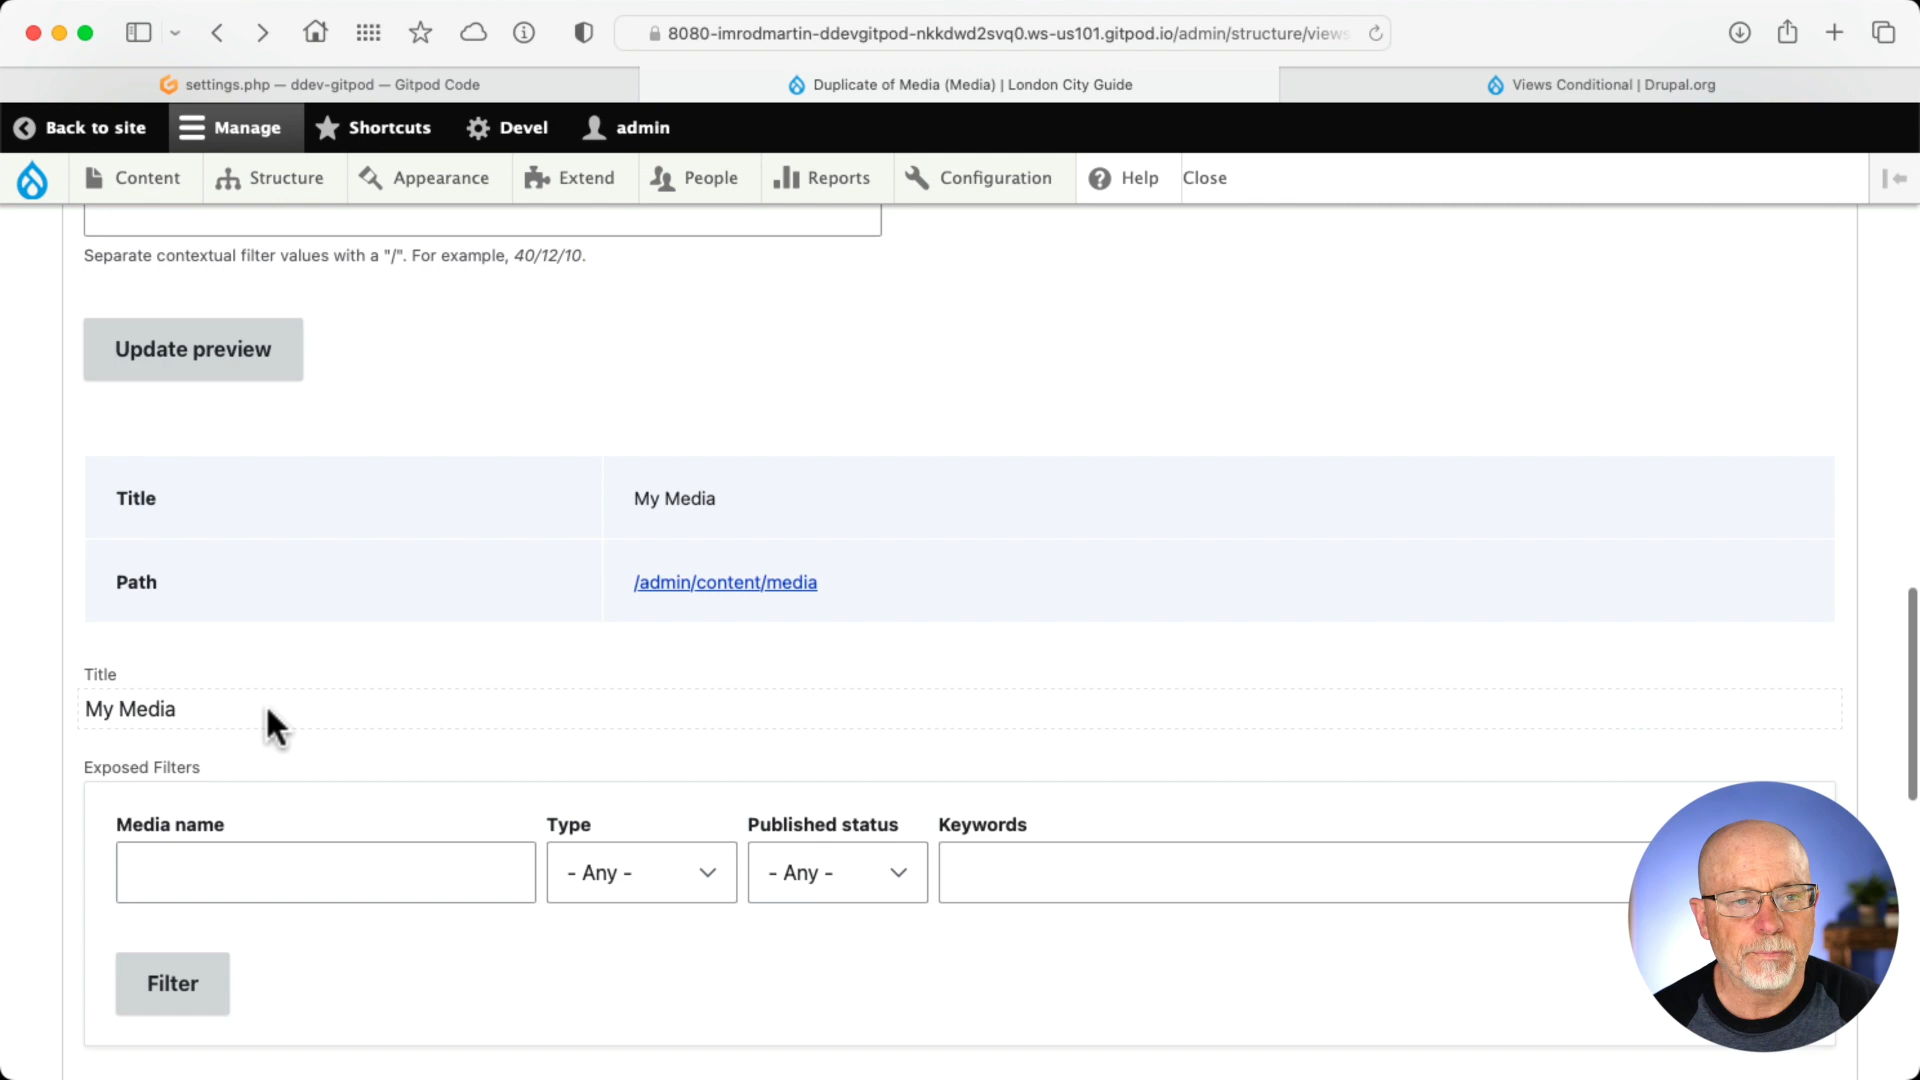 8080-imrodmartin-ddevgitpod-nkkdwd2svq0.ws-us101.gitpod.io/admin/structure/views
settings.php — ddev-gitpod — Gitpod Code
Duplicate of Media (Media) | London City Guide
Views Conditional | Drupal.org
Back to site
Manage
Shortcuts
Devel
admin
Content
Structure
Appearance
Extend
People
Reports
Configuration
Help
Close
Separate contextual filter values with a "/". For example, 40/12/10.
Update preview
Title
My Media
Path
/admin/content/media
Title
My Media
Exposed Filters
Media name
Type
Published status
Keywords
- Any -
- Any -
Filter